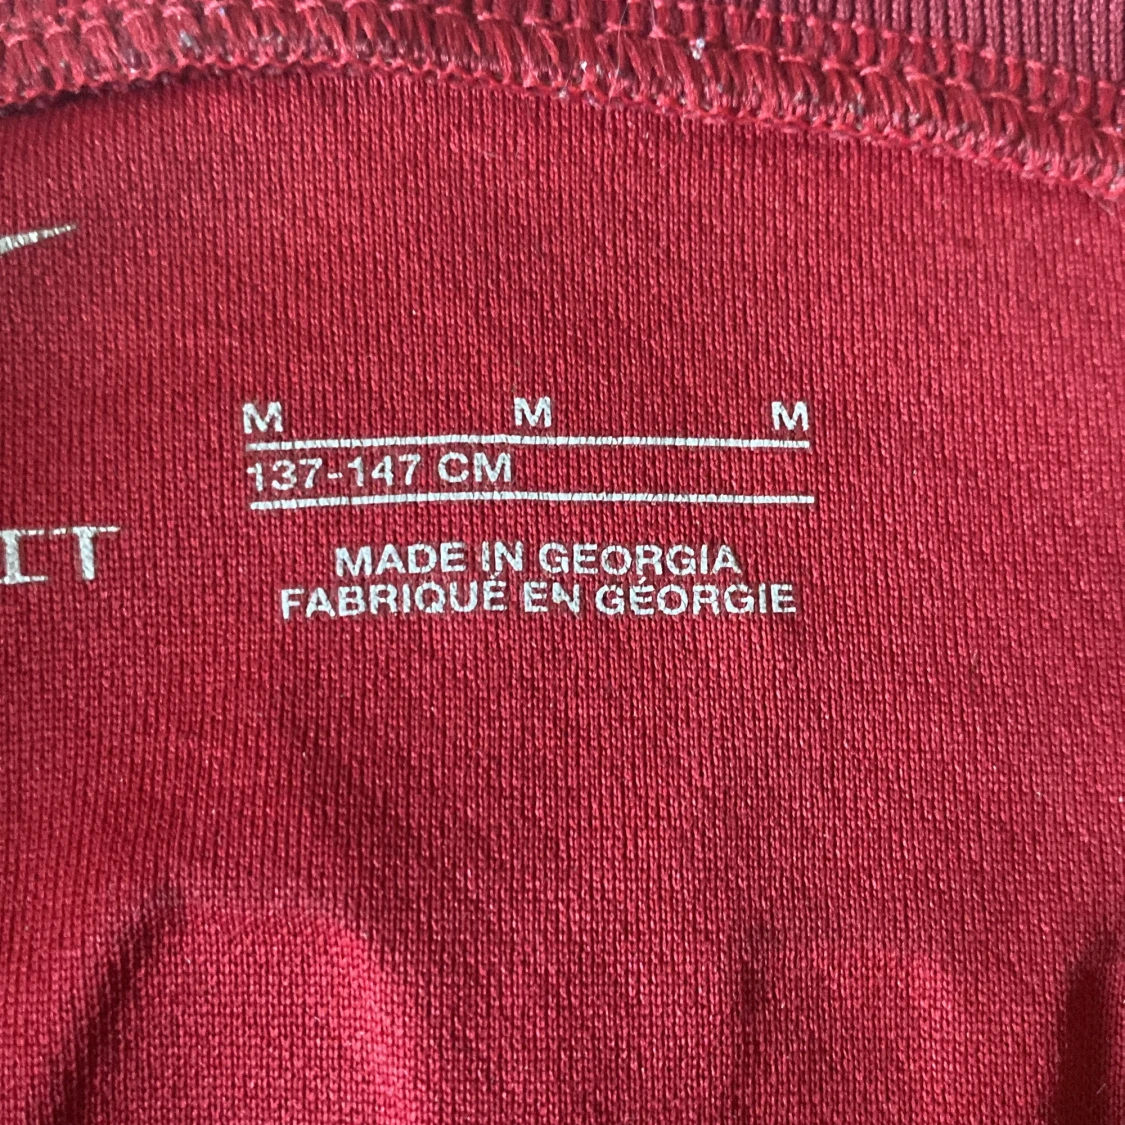 M M M
137-147 CM
MADE IN GEORGIA
FABRIQUÉ EN GÉORGIE